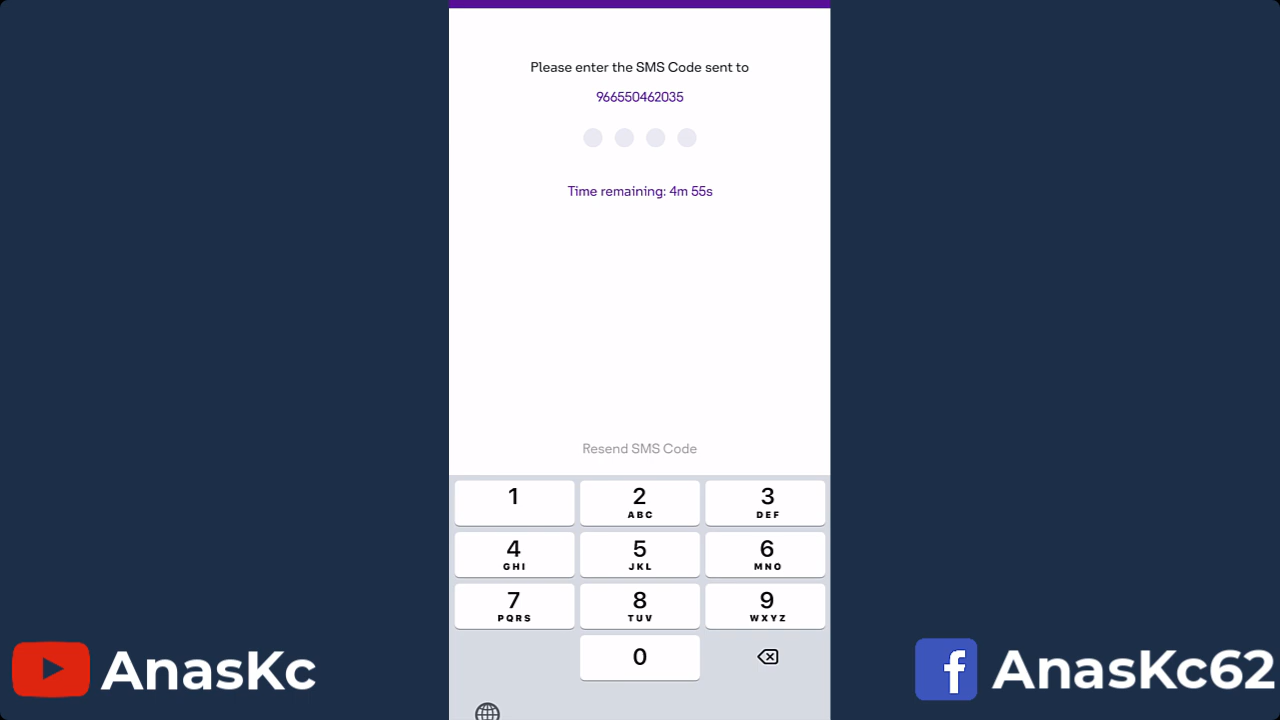 Please enter the SMS Code sent to
966550462035
Time remaining: 4m 55s
Resend SMS Code
1
2
ABC
3
DEF
4
GHI
5
JKL
6
MNO
7
PQRS
8
TUV
9
WXYZ
0
AnasKc
AnasKc62